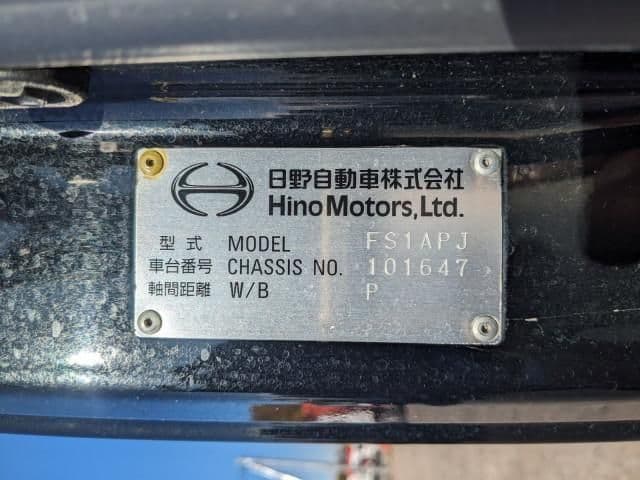 日野自動車株式会社
Hino Motors, Ltd.
型式 MODEL FS1APJ
車台番号 CHASSIS NO. 101647
軸間距離 W/B P